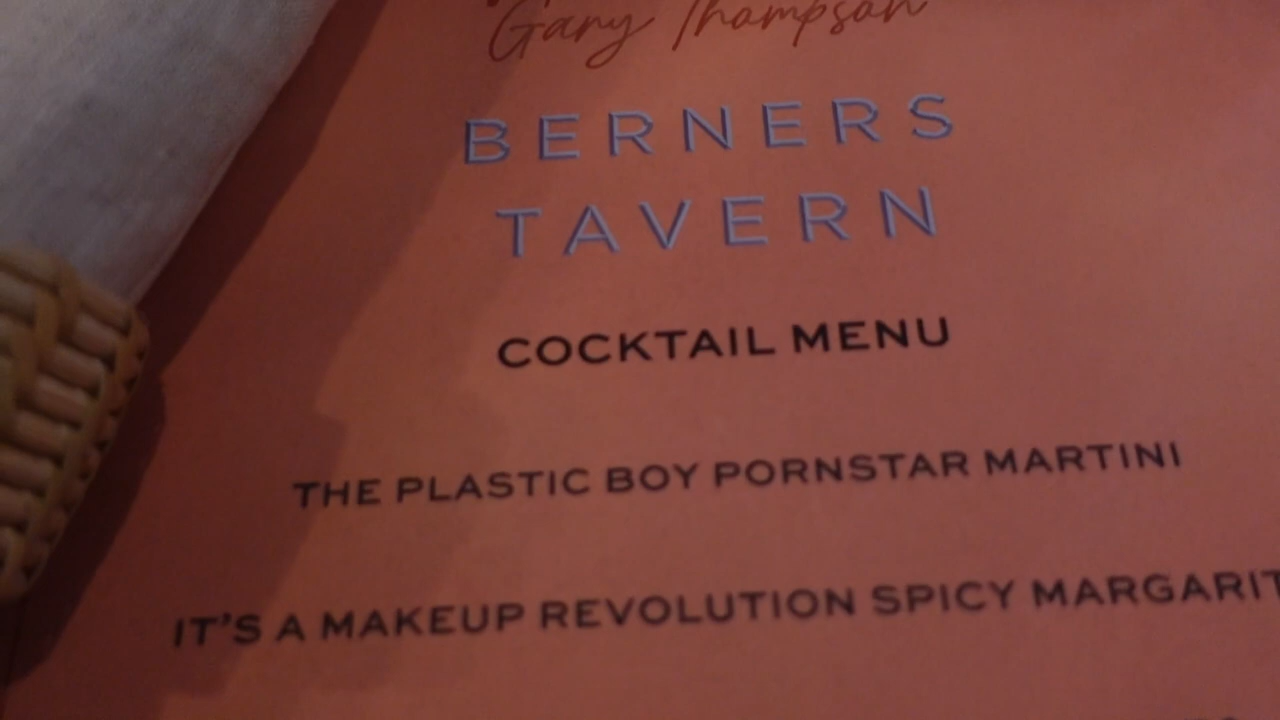 Gary Thompson
BERNERS
TAVERN
COCKTAIL MENU
THE PLASTIC BOY PORNSTAR MARTINI
IT'S A MAKEUP REVOLUTION SPICY MARGARIT